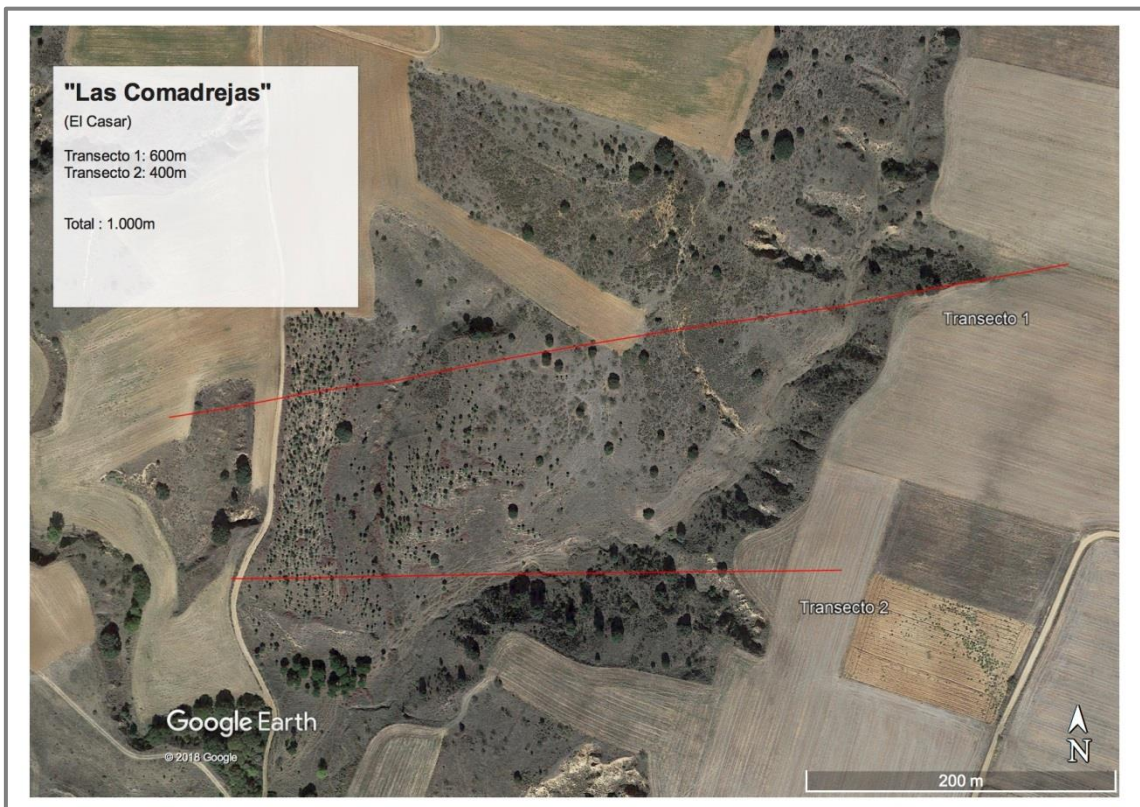 "Las Comadrejas"
(El Casar)
Transecto 1: 600m
Transecto 2: 400m
Total : 1.000m
Transecto 1
Transecto 2
Google Earth
© 2018 Google
N
200 m